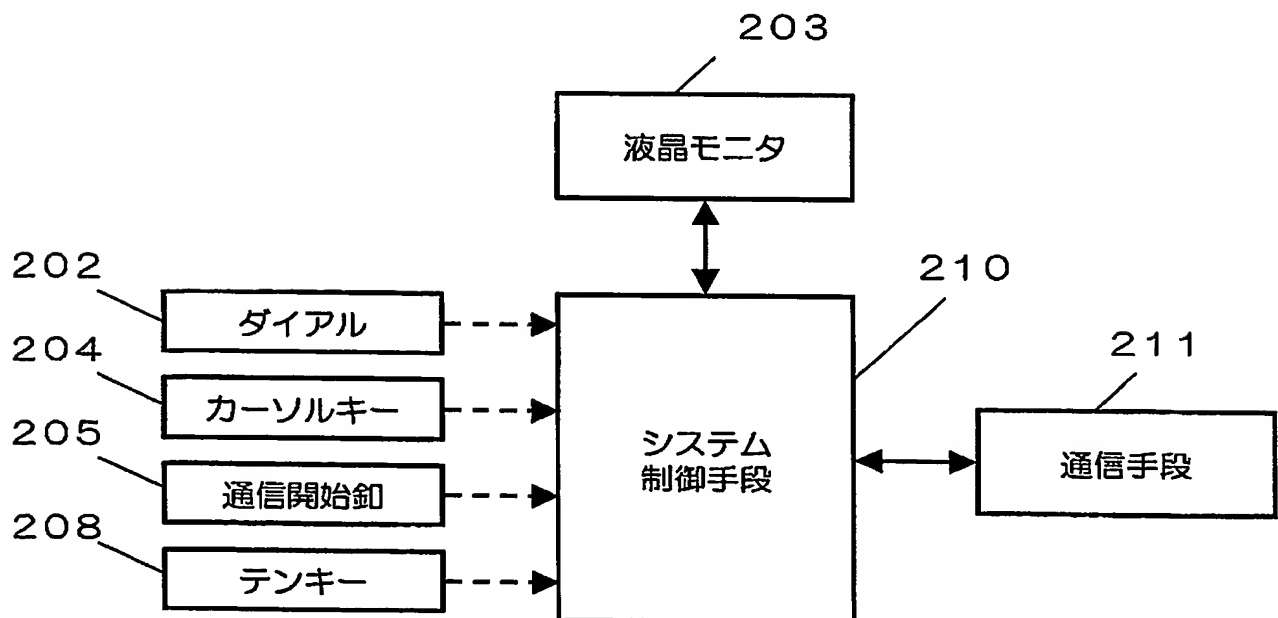 203
液晶モニタ
202
ダイアル
210
204
カーソルキー
211
205
通信開始釦
システム
制御手段
通信手段
208
テンキー